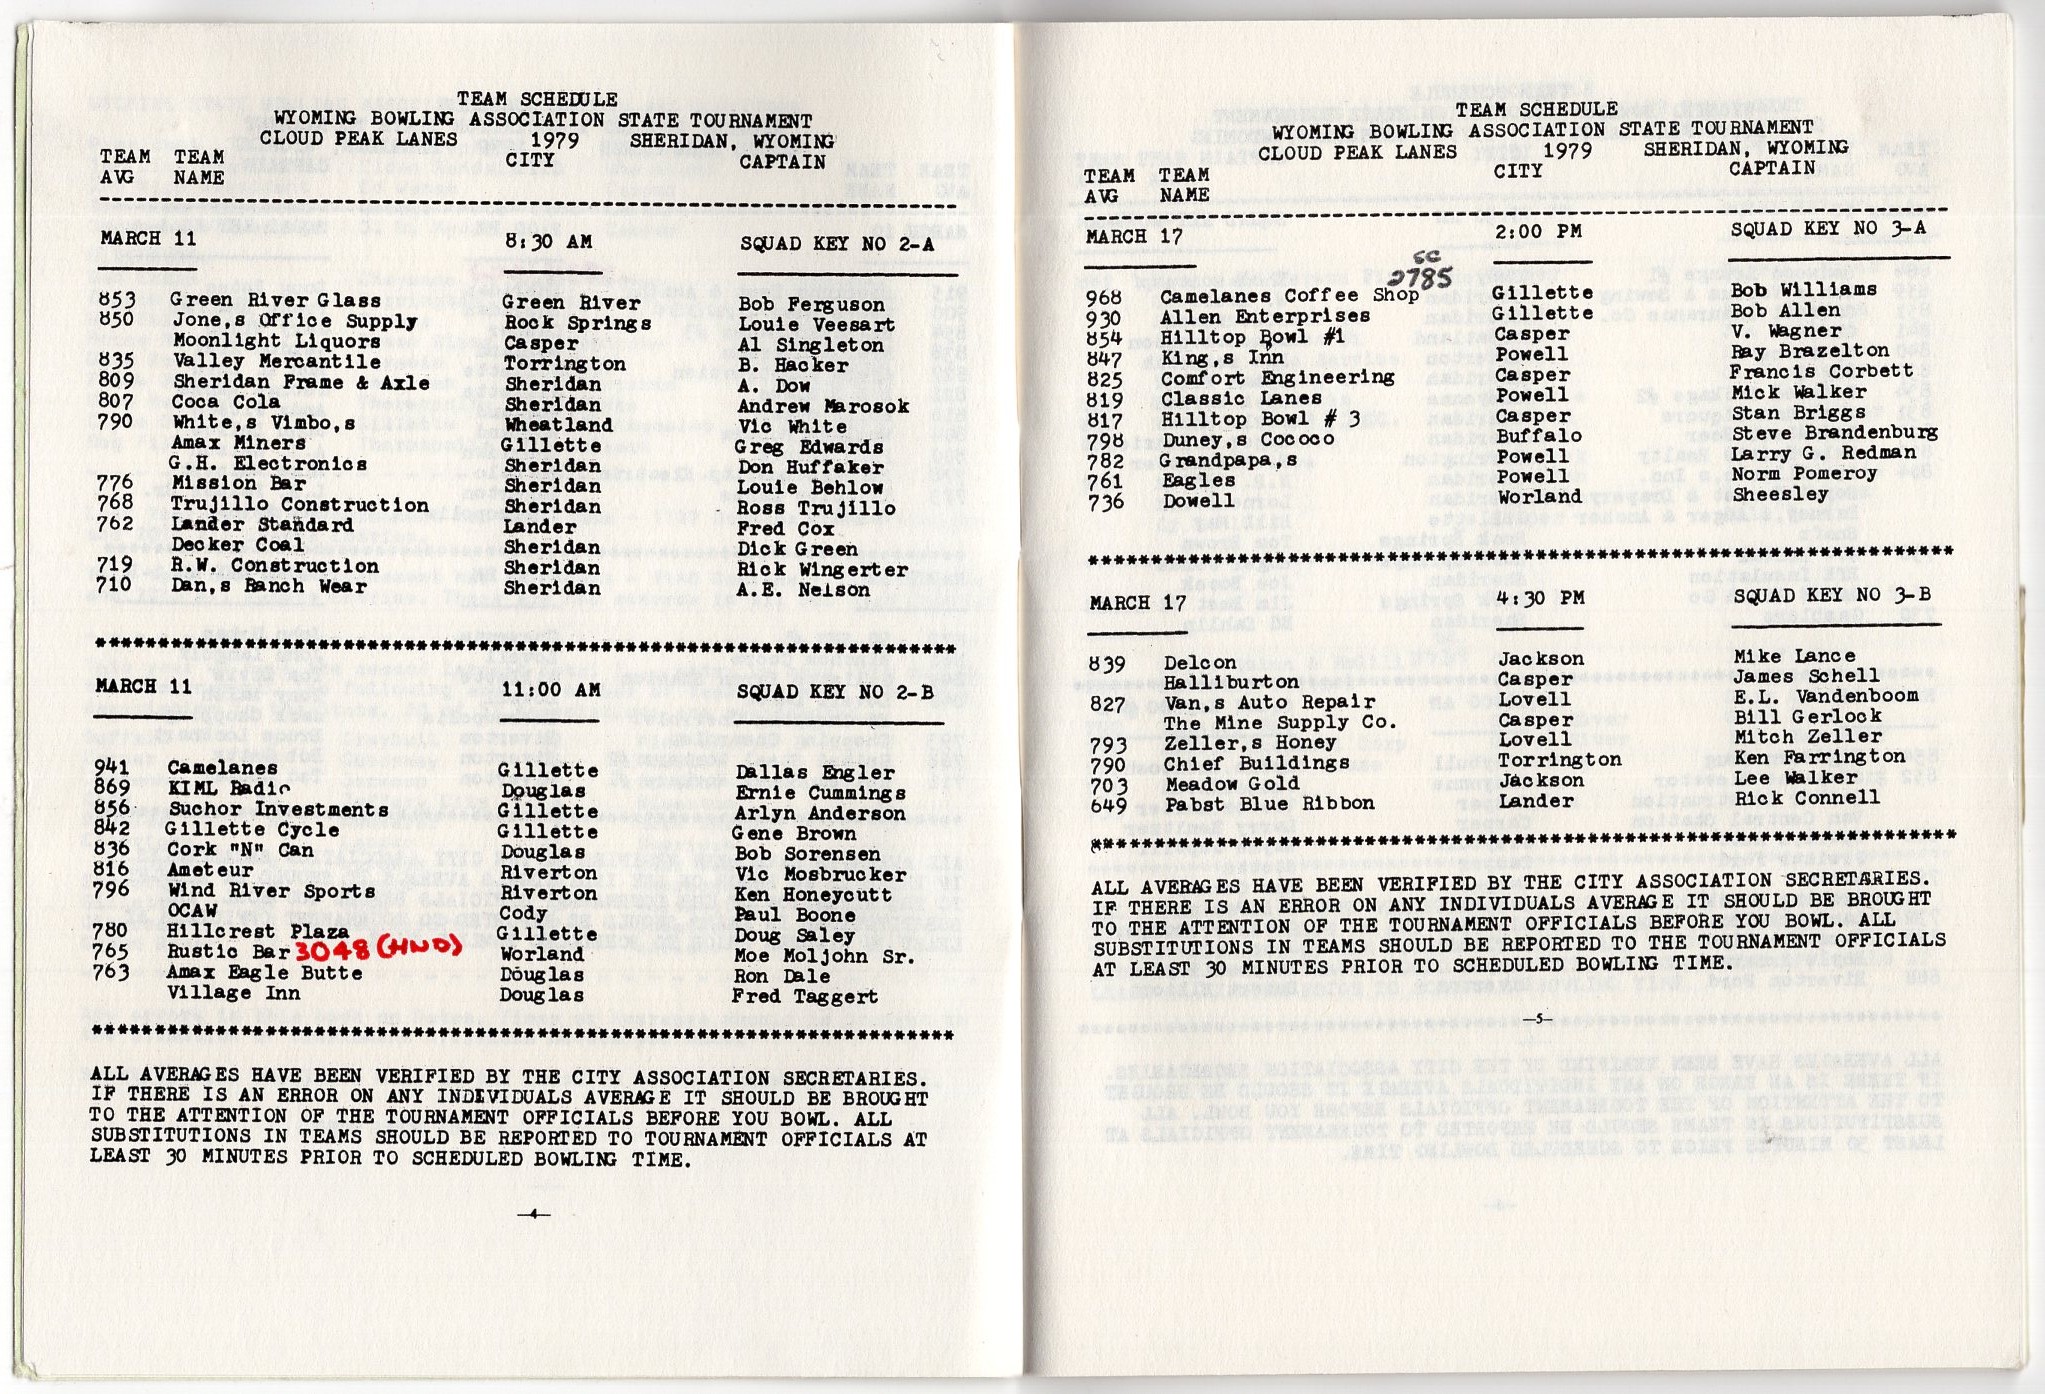 TEAM SCHEDULE
WYOMING BOWLING ASSOCIATION STATE TOURNAMENT
CLOUD PEAK LANES 1979 SHERIDAN, WYOMING
TEAM TEAM CITY CAPTAIN
AVG NAME
MARCH 11 8:30 AM SQUAD KEY NO 2-A
853 Green River Glass Green River Bob Ferguson
850 Jone,s Office Supply Rock Springs Louie Veesart
Moonlight Liquors Casper Al Singleton
835 Valley Mercantile Torrington B. Hacker
809 Sheridan Frame & Axle Sheridan A. Dow
807 Coca Cola Sheridan Andrew Marosok
790 White,s Vimbo,s Wheatland Vic White
Amax Miners Gillette Greg Edwards
G.H. Electronics Sheridan Don Huffaker
776 Mission Bar Sheridan Louie Behlow
768 Trujillo Construction Sheridan Ross Trujillo
762 Lander Standard Lander Fred Cox
Decker Coal Sheridan Dick Green
719 R.W. Construction Sheridan Rick Wingerter
710 Dan,s Ranch Wear Sheridan A.E. Nelson
MARCH 11 11:00 AM SQUAD KEY NO 2-B
941 Camelanes Gillette Dallas Engler
869 KIML Radio Douglas Ernie Cummings
856 Suchor Investments Gillette Arlyn Anderson
842 Gillette Cycle Gillette Gene Brown
836 Cork "N" Can Douglas Bob Sorensen
816 Ameteur Riverton Vic Mosbrucker
796 Wind River Sports Riverton Ken Honeycutt
OCAW Cody Paul Boone
780 Hillcrest Plaza Gillette Doug Saley
765 Rustic Bar 3048 (HND) Worland Moe Moljohn Sr.
763 Amax Eagle Butte Douglas Ron Dale
Village Inn Douglas Fred Taggert
ALL AVERAGES HAVE BEEN VERIFIED BY THE CITY ASSOCIATION SECRETARIES.
IF THERE IS AN ERROR ON ANY INDIVIDUALS AVERAGE IT SHOULD BE BROUGHT
TO THE ATTENTION OF THE TOURNAMENT OFFICIALS BEFORE YOU BOWL. ALL
SUBSTITUTIONS IN TEAMS SHOULD BE REPORTED TO TOURNAMENT OFFICIALS AT
LEAST 30 MINUTES PRIOR TO SCHEDULED BOWLING TIME.
-4-
TEAM SCHEDULE
WYOMING BOWLING ASSOCIATION STATE TOURNAMENT
CLOUD PEAK LANES 1979 SHERIDAN, WYOMING
TEAM TEAM CITY CAPTAIN
AVG NAME
MARCH 17 2:00 PM SQUAD KEY NO 3-A
SC
2785
968 Camelanes Coffee Shop Gillette Bob Williams
930 Allen Enterprises Gillette Bob Allen
854 Hilltop Bowl #1 Casper V. Wagner
847 King,s Inn Powell Ray Brazelton
825 Comfort Engineering Casper Francis Corbett
819 Classic Lanes Powell Mick Walker
817 Hilltop Bowl # 3 Casper Stan Briggs
798 Duney,s Cococo Buffalo Steve Brandenburg
782 Grandpapa,s Powell Larry G. Redman
761 Eagles Powell Norm Pomeroy
736 Dowell Worland Sheesley
MARCH 17 4:30 PM SQUAD KEY NO 3-B
839 Delcon Jackson Mike Lance
Halliburton Casper James Schell
827 Van,s Auto Repair Lovell E.L. Vandenboom
The Mine Supply Co. Casper Bill Gerlock
793 Zeller,s Honey Lovell Mitch Zeller
790 Chief Buildings Torrington Ken Farrington
703 Meadow Gold Jackson Lee Walker
649 Pabst Blue Ribbon Lander Rick Connell
ALL AVERAGES HAVE BEEN VERIFIED BY THE CITY ASSOCIATION SECRETARIES.
IF THERE IS AN ERROR ON ANY INDIVIDUALS AVERAGE IT SHOULD BE BROUGHT
TO THE ATTENTION OF THE TOURNAMENT OFFICIALS BEFORE YOU BOWL. ALL
SUBSTITUTIONS IN TEAMS SHOULD BE REPORTED TO THE TOURNAMENT OFFICIALS
AT LEAST 30 MINUTES PRIOR TO SCHEDULED BOWLING TIME.
-5-